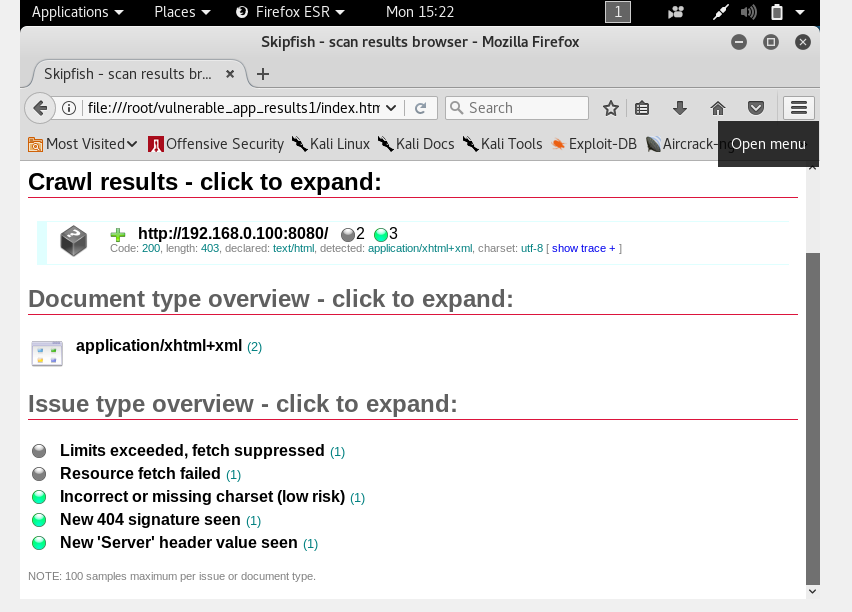 Applications Places Firefox ESR Mon 15:22 1
Skipfish - scan results browser - Mozilla Firefox
Skipfish - scan results br...
file:///root/vulnerable_app_results1/index.htm Search
Most Visited Offensive Security Kali Linux Kali Docs Kali Tools Exploit-DB Aircrack-ng
Open menu
Crawl results - click to expand:
http://192.168.0.100:8080/ 2 3
Code: 200, length: 403, declared: text/html, detected: application/xhtml+xml, charset: utf-8 [ show trace + ]
Document type overview - click to expand:
application/xhtml+xml (2)
Issue type overview - click to expand:
Limits exceeded, fetch suppressed (1)
Resource fetch failed (1)
Incorrect or missing charset (low risk) (1)
New 404 signature seen (1)
New 'Server' header value seen (1)
NOTE: 100 samples maximum per issue or document type.